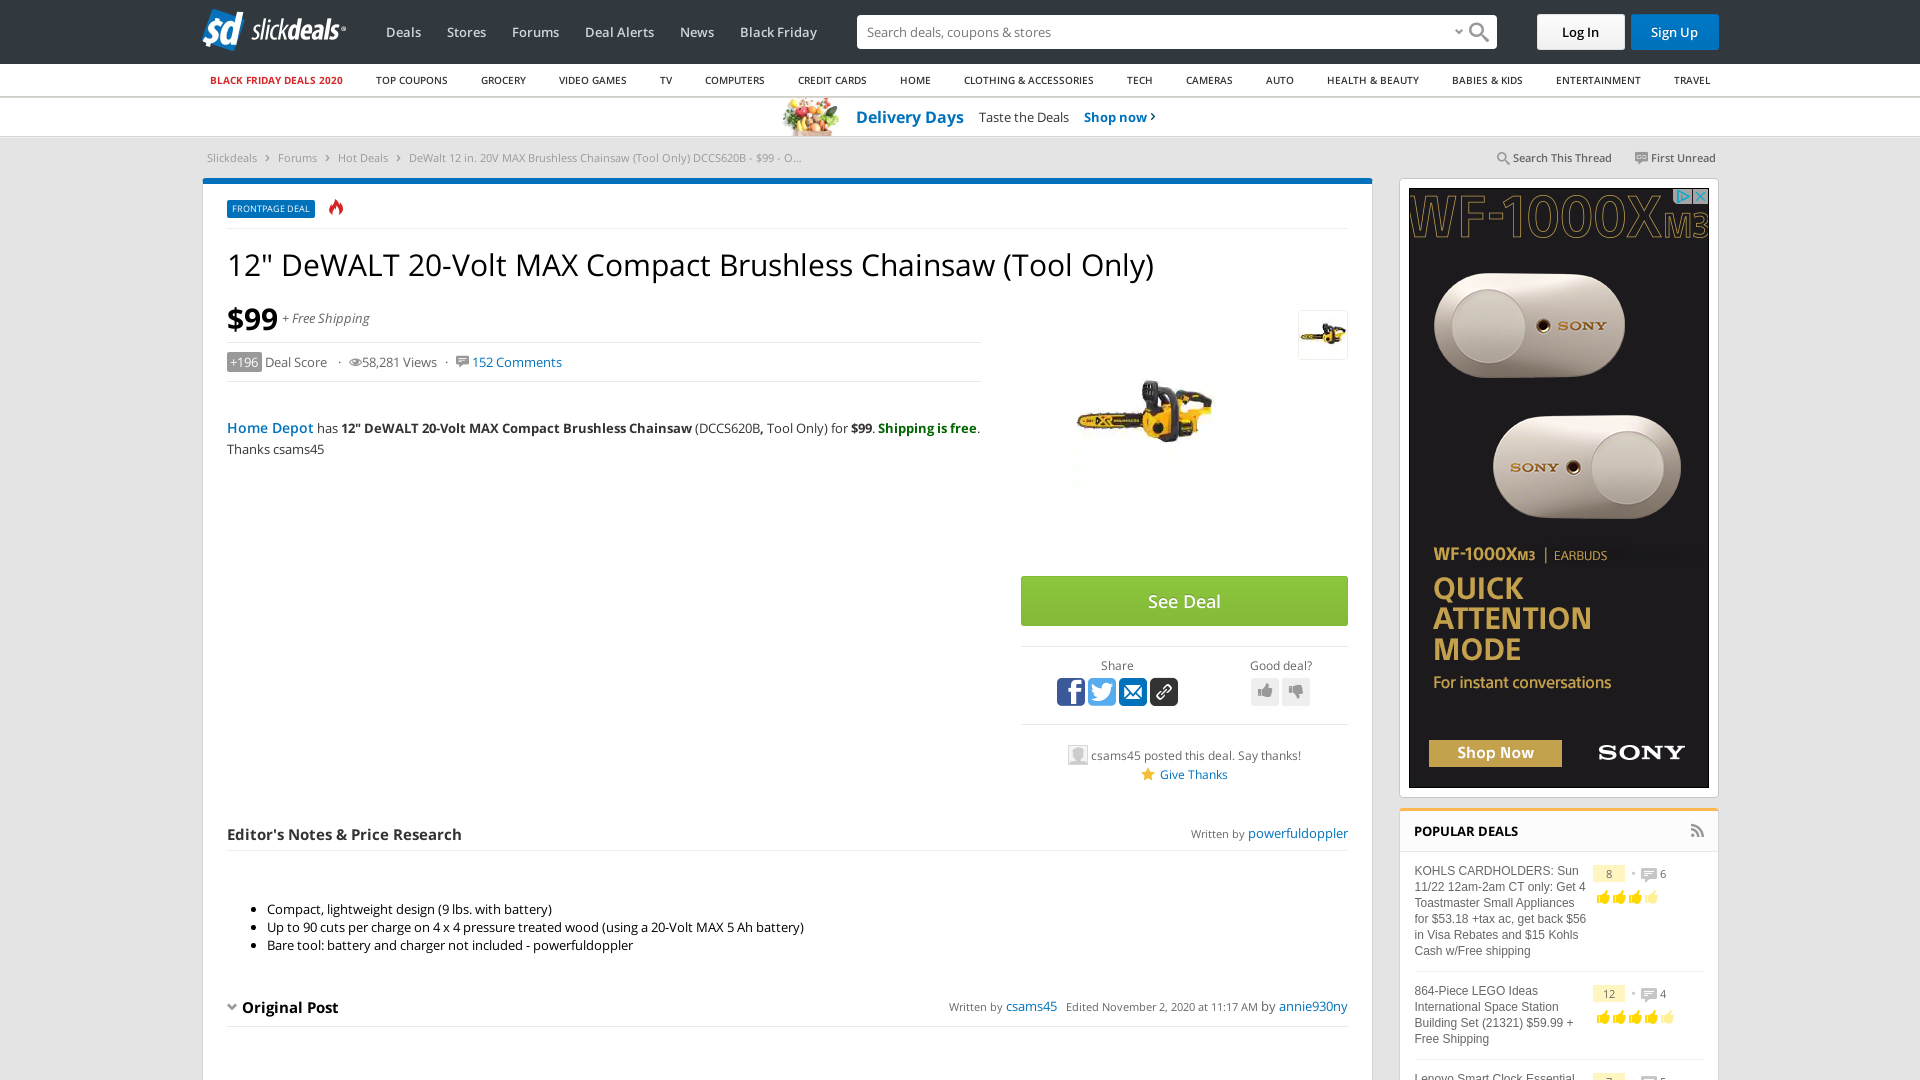 slickdeals
Deals
Stores
Forums
Deal Alerts
News
Black Friday
Search deals, coupons & stores
Log In
Sign Up
BLACK FRIDAY DEALS 2020
TOP COUPONS
GROCERY
VIDEO GAMES
TV
COMPUTERS
CREDIT CARDS
HOME
CLOTHING & ACCESSORIES
TECH
CAMERAS
AUTO
HEALTH & BEAUTY
BABIES & KIDS
ENTERTAINMENT
TRAVEL
Delivery Days Taste the Deals Shop now
Slickdeals > Forums > Hot Deals > DeWalt 12 in. 20V MAX Brushless Chainsaw (Tool Only) DCCS620B - $99 - O...
Search This Thread
First Unread
FRONTPAGE DEAL
12" DeWALT 20-Volt MAX Compact Brushless Chainsaw (Tool Only)
$99 + Free Shipping
+196 Deal Score · 58,281 Views · 152 Comments
Home Depot has 12" DeWALT 20-Volt MAX Compact Brushless Chainsaw (DCCS620B, Tool Only) for $99. Shipping is free.
Thanks csams45
See Deal
Share
Good deal?
csams45 posted this deal. Say thanks!
Give Thanks
Editor's Notes & Price Research
Written by powerfuldoppler
Compact, lightweight design (9 lbs. with battery)
Up to 90 cuts per charge on 4 x 4 pressure treated wood (using a 20-Volt MAX 5 Ah battery)
Bare tool: battery and charger not included - powerfuldoppler
Original Post
Written by csams45 Edited November 2, 2020 at 11:17 AM by annie930ny
WF-1000XM3
SONY
SONY
WF-1000XM3 | EARBUDS
QUICK
ATTENTION
MODE
For instant conversations
Shop Now
SONY
POPULAR DEALS
KOHLS CARDHOLDERS: Sun
11/22 12am-2am CT only: Get 4
Toastmaster Small Appliances
for $53.18 +tax ac, get back $56
in Visa Rebates and $15 Kohls
Cash w/Free shipping
8 • 6
864-Piece LEGO Ideas
International Space Station
Building Set (21321) $59.99 +
Free Shipping
12 • 4
Lenovo Smart Clock Essential